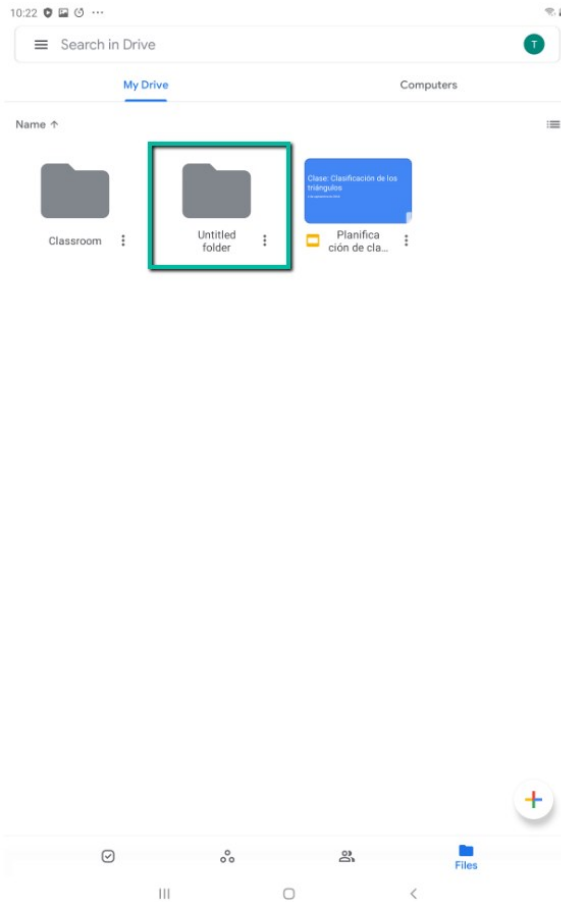 10:22
Search in Drive
T
My Drive
Computers
Name ↑
Clase: Clasificación de los
triángulos
Classroom
Untitled
folder
Planifica
ción de cla...
Files